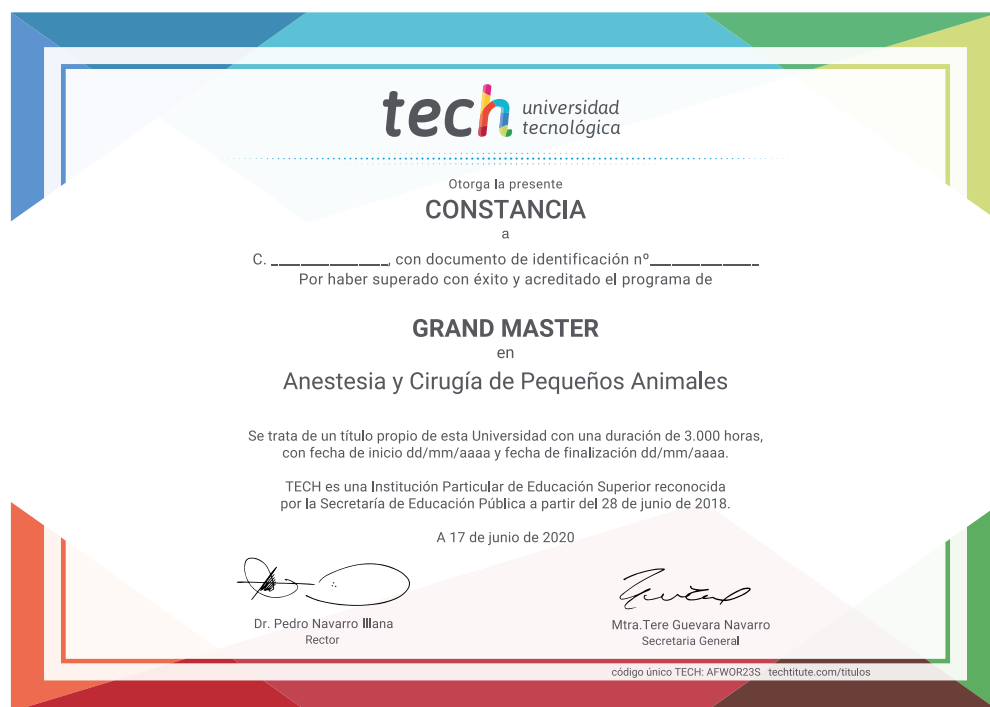 tech universidad
tecnológica
Otorga la presente
CONSTANCIA
a
C. ______________, con documento de identificación nº_____________
Por haber superado con éxito y acreditado el programa de
GRAND MASTER
en
Anestesia y Cirugía de Pequeños Animales
Se trata de un título propio de esta Universidad con una duración de 3.000 horas,
con fecha de inicio dd/mm/aaaa y fecha de finalización dd/mm/aaaa.
TECH es una Institución Particular de Educación Superior reconocida
por la Secretaría de Educación Pública a partir del 28 de junio de 2018.
A 17 de junio de 2020
Dr. Pedro Navarro Illana
Rector
Mtra.Tere Guevara Navarro
Secretaria General
código único TECH: AFWOR23S techtitute.com/titulos